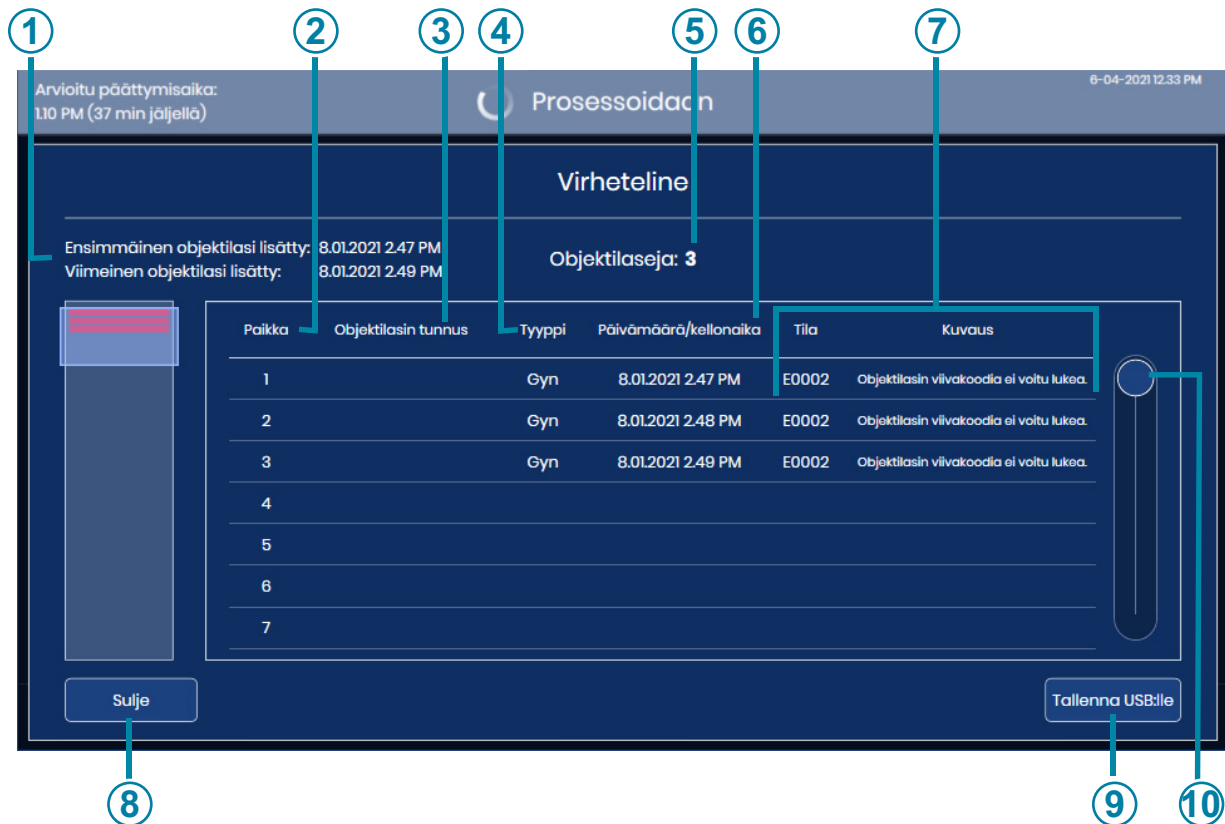 1 2 3 4 5 6 7
Arvioitu päättymisaika:
1.10 PM (37 min jäljellä)
Prosessoidaan
6-04-2021 12.33 PM
Virheteline
Ensimmäinen objektilasi lisätty: 8.01.2021 2.47 PM
Viimeinen objektilasi lisätty: 8.01.2021 2.49 PM
Objektilaseja: 3
Paikka Objektilasin tunnus Tyyppi Päivämäärä/kellonaika Tila Kuvaus
1 Gyn 8.01.2021 2.47 PM E0002 Objektilasin viivakoodia ei voitu lukea.
2 Gyn 8.01.2021 2.48 PM E0002 Objektilasin viivakoodia ei voitu lukea.
3 Gyn 8.01.2021 2.49 PM E0002 Objektilasin viivakoodia ei voitu lukea.
4
5
6
7
Sulje
Tallenna USB:lle
8 9 10